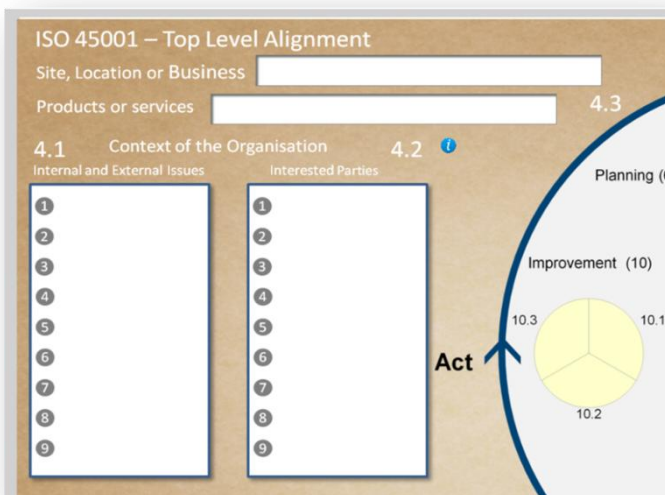 ISO 45001 – Top Level Alignment
Site, Location or Business
Products or services
4.3
4.1 Context of the Organisation 4.2 i
Internal and External Issues Interested Parties
Planning (
1 1
2 2
3 3
4 4
5 5
6 6
7 7
8 8
9 9
Improvement (10)
10.3 10.1
Act
10.2